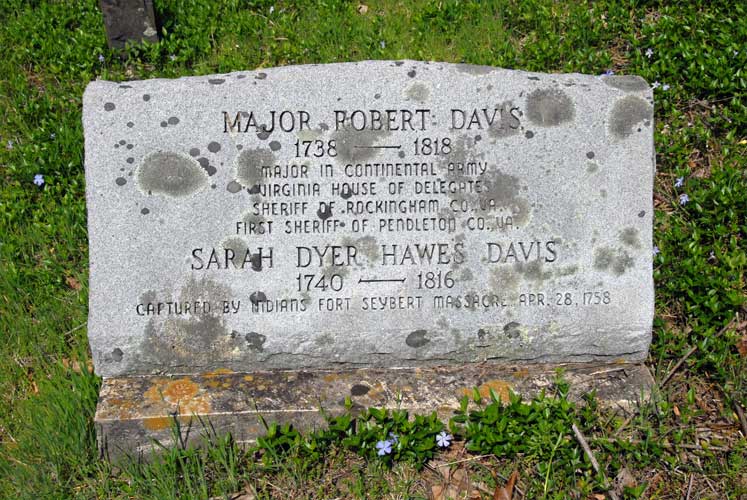 MAJOR ROBERT DAVIS
1738 — 1818
MAJOR IN CONTINENTAL ARMY
VIRGINIA HOUSE OF DELEGATES
SHERIFF OF ROCKINGHAM CO. VA.
FIRST SHERIFF OF PENDLETON CO. VA.
SARAH DYER HAWES DAVIS
1740 — 1816
CAPTURED BY INDIANS FORT SEYBERT MASSACRE APR. 28, 1758